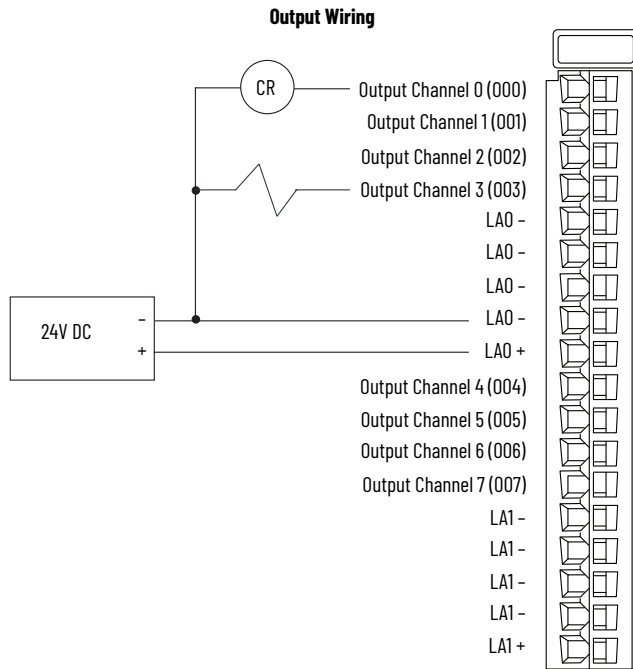 Output Wiring
CR
Output Channel 0 (000)
Output Channel 1 (001)
Output Channel 2 (002)
Output Channel 3 (003)
LA0 –
LA0 –
LA0 –
LA0 –
24V DC
–
+
LA0 +
Output Channel 4 (004)
Output Channel 5 (005)
Output Channel 6 (006)
Output Channel 7 (007)
LA1 –
LA1 –
LA1 –
LA1 –
LA1 +